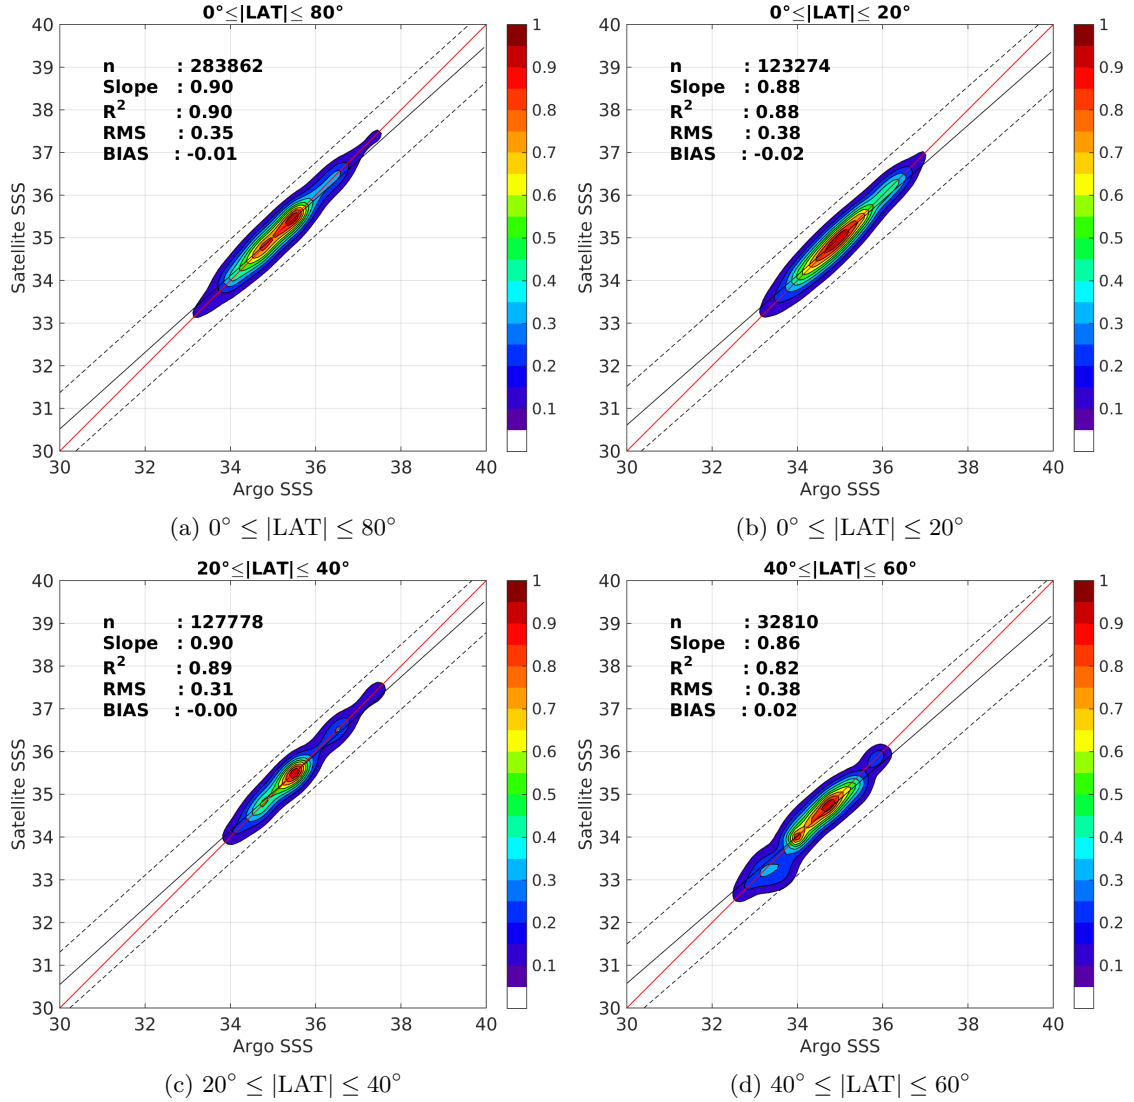 0°≤|LAT|≤ 80°
n : 283862
Slope : 0.90
R² : 0.90
RMS : 0.35
BIAS : -0.01
40
39
38
37
36
35
34
33
32
31
30
Satellite SSS
30 32 34 36 38 40
Argo SSS
1
0.9
0.8
0.7
0.6
0.5
0.4
0.3
0.2
0.1
(a) 0° ≤ |LAT| ≤ 80°
0°≤|LAT|≤ 20°
n : 123274
Slope : 0.88
R² : 0.88
RMS : 0.38
BIAS : -0.02
40
39
38
37
36
35
34
33
32
31
30
Satellite SSS
30 32 34 36 38 40
Argo SSS
1
0.9
0.8
0.7
0.6
0.5
0.4
0.3
0.2
0.1
(b) 0° ≤ |LAT| ≤ 20°
20°≤|LAT|≤ 40°
n : 127778
Slope : 0.90
R² : 0.89
RMS : 0.31
BIAS : -0.00
40
39
38
37
36
35
34
33
32
31
30
Satellite SSS
30 32 34 36 38 40
Argo SSS
1
0.9
0.8
0.7
0.6
0.5
0.4
0.3
0.2
0.1
(c) 20° ≤ |LAT| ≤ 40°
40°≤|LAT|≤ 60°
n : 32810
Slope : 0.86
R² : 0.82
RMS : 0.38
BIAS : 0.02
40
39
38
37
36
35
34
33
32
31
30
Satellite SSS
30 32 34 36 38 40
Argo SSS
1
0.9
0.8
0.7
0.6
0.5
0.4
0.3
0.2
0.1
(d) 40° ≤ |LAT| ≤ 60°